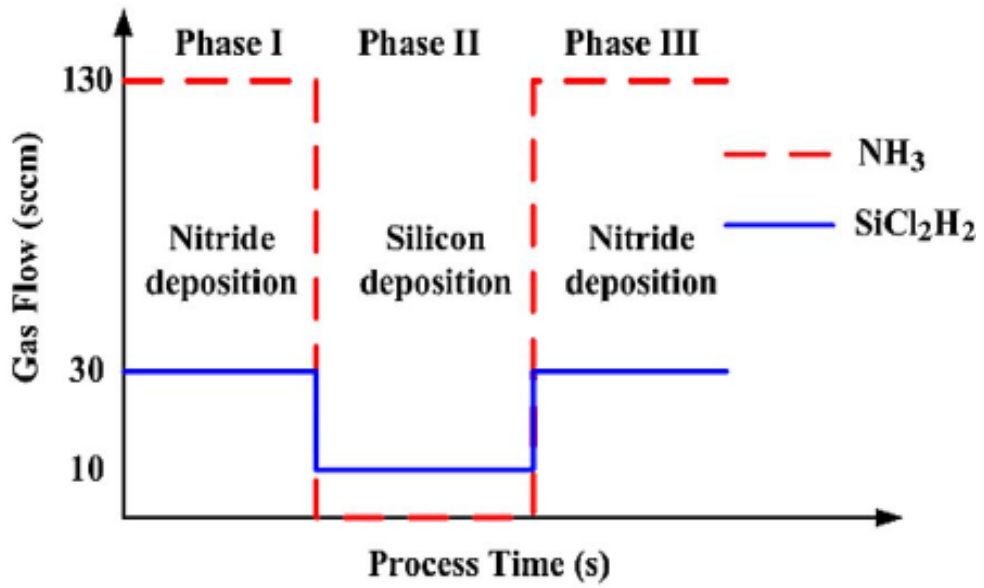 Phase I Phase II Phase III
130
NH₃
SiCl₂H₂
Nitride deposition
Silicon deposition
Nitride deposition
Gas Flow (sccm)
30
10
Process Time (s)